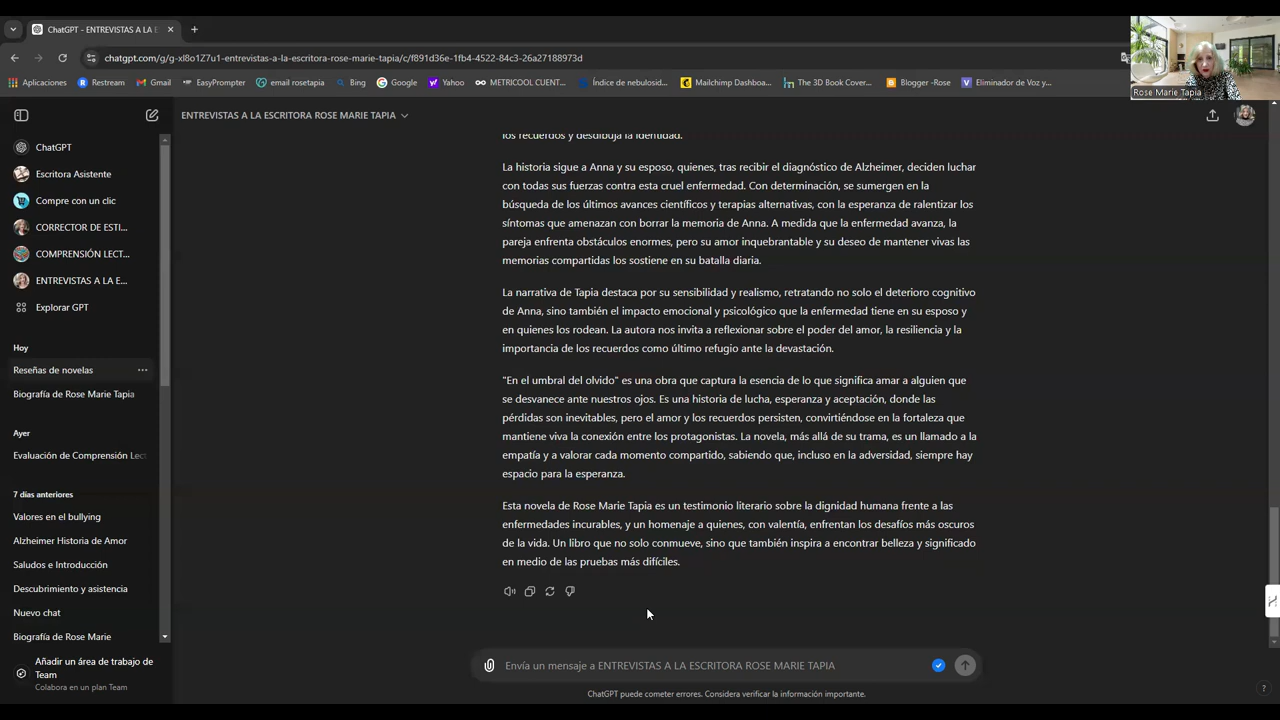 ChatGPT - ENTREVISTAS A LA E
chatgpt.com/g/g-xl8o1Z7u1-entrevistas-a-la-escritora-rose-marie-tapia/c/f891d36e-1fb4-4522-84c3-26a27188973d
Aplicaciones Restream Gmail EasyPrompter email rosetapia Bing Google Yahoo METRICOOL CUENT... Índice de nebulosid... Mailchimp Dashboa... The 3D Book Cover... Blogger -Rose Eliminador de Voz y...
Rose Marie Tapia
ENTREVISTAS A LA ESCRITORA ROSE MARIE TAPIA
ChatGPT
Escritora Asistente
Compre con un clic
CORRECTOR DE ESTI...
COMPRENSIÓN LECT...
ENTREVISTAS A LA E...
Explorar GPT
Hoy
Reseñas de novelas
Biografía de Rose Marie Tapia
Ayer
Evaluación de Comprensión Lect
7 días anteriores
Valores en el bullying
Alzheimer Historia de Amor
Saludos e Introducción
Descubrimiento y asistencia
Nuevo chat
Biografía de Rose Marie
Añadir un área de trabajo de
Team
Colabora en un plan Team
los recuerdos y desdibuja la identidad.
La historia sigue a Anna y su esposo, quienes, tras recibir el diagnóstico de Alzheimer, deciden luchar
con todas sus fuerzas contra esta cruel enfermedad. Con determinación, se sumergen en la
búsqueda de los últimos avances científicos y terapias alternativas, con la esperanza de ralentizar los
síntomas que amenazan con borrar la memoria de Anna. A medida que la enfermedad avanza, la
pareja enfrenta obstáculos enormes, pero su amor inquebrantable y su deseo de mantener vivas las
memorias compartidas los sostiene en su batalla diaria.
La narrativa de Tapia destaca por su sensibilidad y realismo, retratando no solo el deterioro cognitivo
de Anna, sino también el impacto emocional y psicológico que la enfermedad tiene en su esposo y
en quienes los rodean. La autora nos invita a reflexionar sobre el poder del amor, la resiliencia y la
importancia de los recuerdos como último refugio ante la devastación.
"En el umbral del olvido" es una obra que captura la esencia de lo que significa amar a alguien que
se desvanece ante nuestros ojos. Es una historia de lucha, esperanza y aceptación, donde las
pérdidas son inevitables, pero el amor y los recuerdos persisten, convirtiéndose en la fortaleza que
mantiene viva la conexión entre los protagonistas. La novela, más allá de su trama, es un llamado a la
empatía y a valorar cada momento compartido, sabiendo que, incluso en la adversidad, siempre hay
espacio para la esperanza.
Esta novela de Rose Marie Tapia es un testimonio literario sobre la dignidad humana frente a las
enfermedades incurables, y un homenaje a quienes, con valentía, enfrentan los desafíos más oscuros
de la vida. Un libro que no solo conmueve, sino que también inspira a encontrar belleza y significado
en medio de las pruebas más difíciles.
Envía un mensaje a ENTREVISTAS A LA ESCRITORA ROSE MARIE TAPIA
ChatGPT puede cometer errores. Considera verificar la información importante.